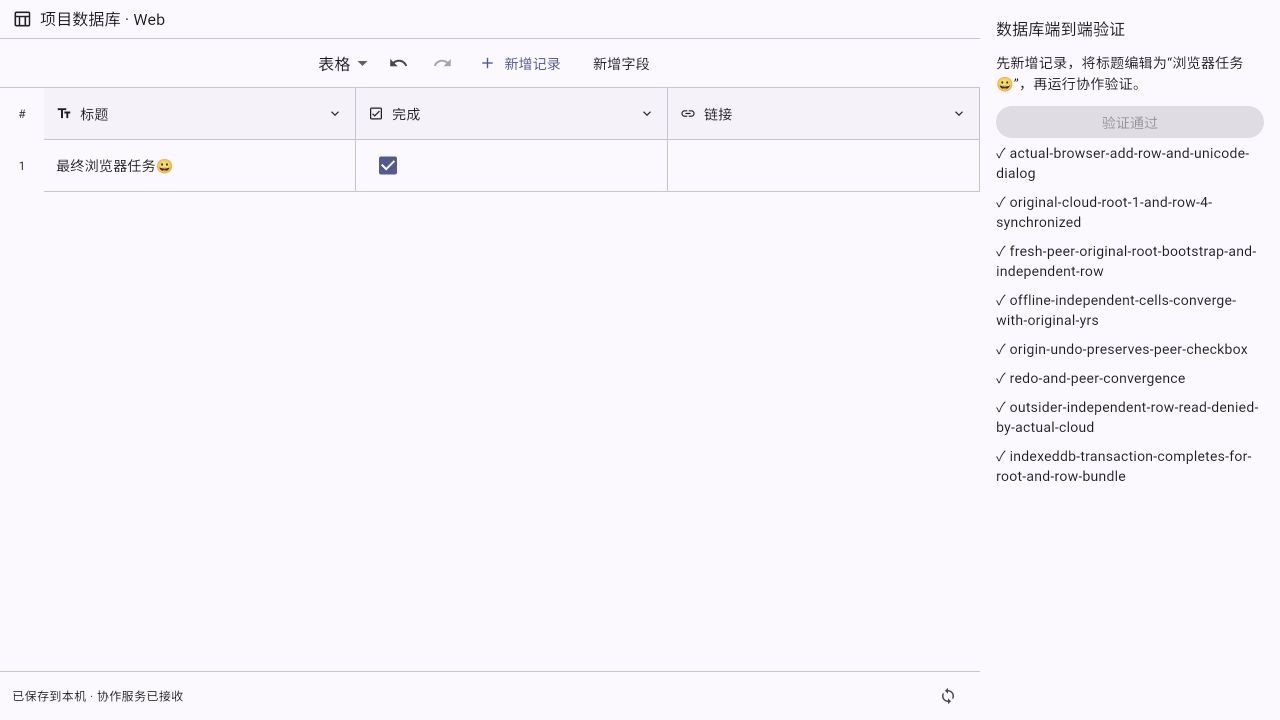 项目数据库 · Web
表格 新增记录 新增字段
# 标题 完成 链接
1 最终浏览器任务😀
已保存到本机 · 协作服务已接收
数据库端到端验证
先新增记录，将标题编辑为“浏览器任务
😀”，再运行协作验证。
验证通过
✓ actual-browser-add-row-and-unicode-
dialog
✓ original-cloud-root-1-and-row-4-
synchronized
✓ fresh-peer-original-root-bootstrap-and-
independent-row
✓ offline-independent-cells-converge-
with-original-yrs
✓ origin-undo-preserves-peer-checkbox
✓ redo-and-peer-convergence
✓ outsider-independent-row-read-denied-
by-actual-cloud
✓ indexeddb-transaction-completes-for-
root-and-row-bundle